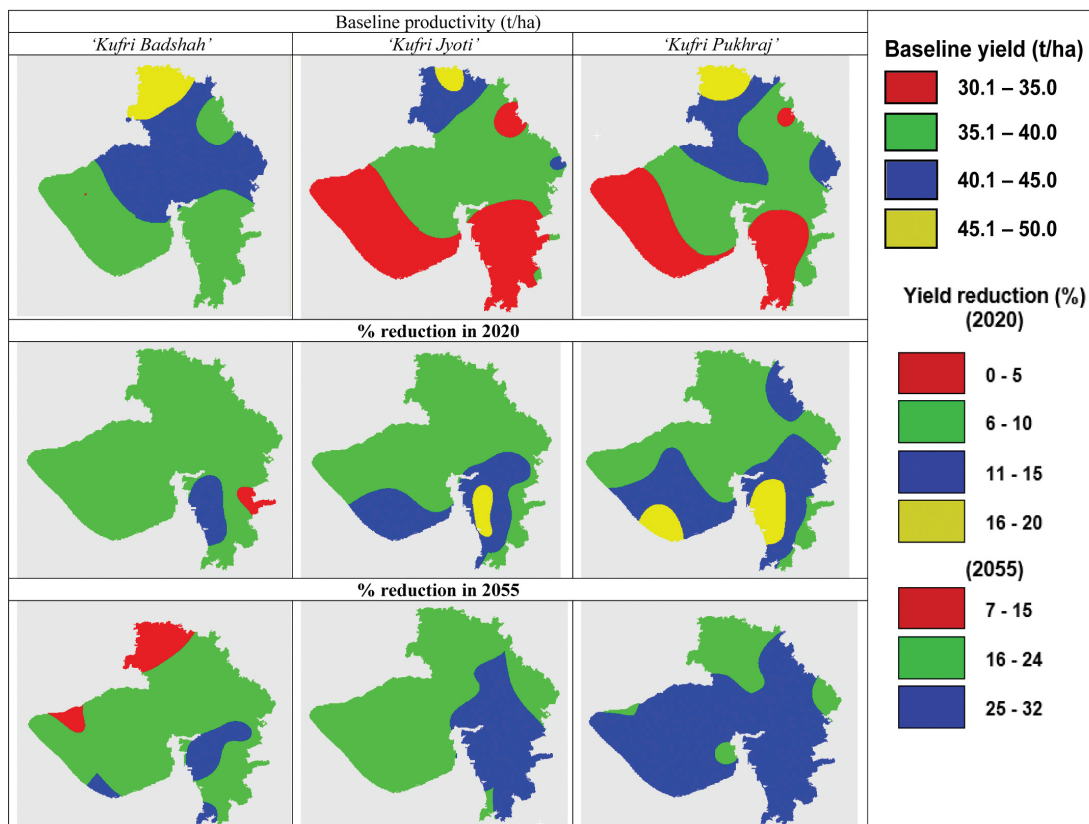 Baseline productivity (t/ha)
‘Kufri Badshah’
‘Kufri Jyoti’
‘Kufri Pukhraj’
% reduction in 2020
% reduction in 2055
Baseline yield (t/ha)
30.1 – 35.0
35.1 – 40.0
40.1 – 45.0
45.1 – 50.0
Yield reduction (%)
(2020)
0 - 5
6 - 10
11 - 15
16 - 20
(2055)
7 - 15
16 - 24
25 - 32